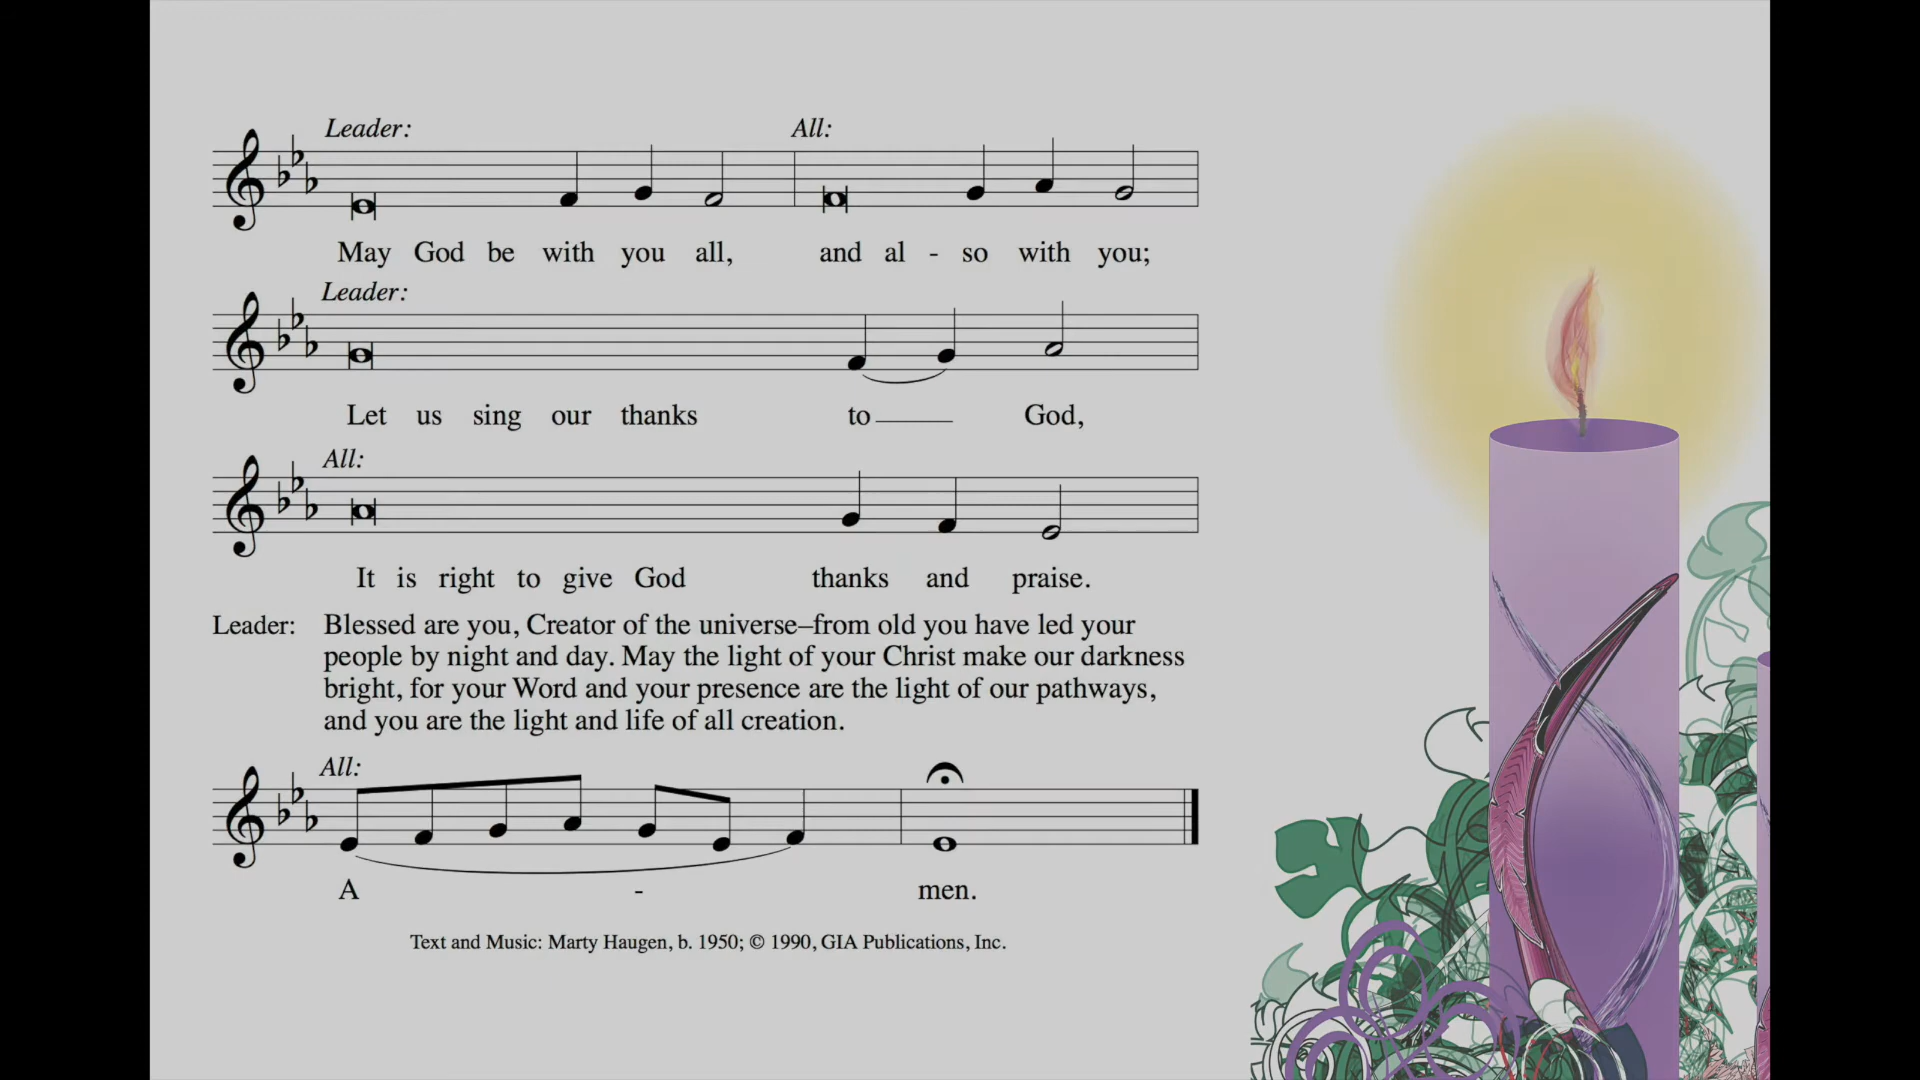 Leader: All:
May God be with you all, and al - so with you;
Leader:
Let us sing our thanks to God,
All:
It is right to give God thanks and praise.
Leader: Blessed are you, Creator of the universe–from old you have led your
people by night and day. May the light of your Christ make our darkness
bright, for your Word and your presence are the light of our pathways,
and you are the light and life of all creation.
All:
A - men.
Text and Music: Marty Haugen, b. 1950; © 1990, GIA Publications, Inc.